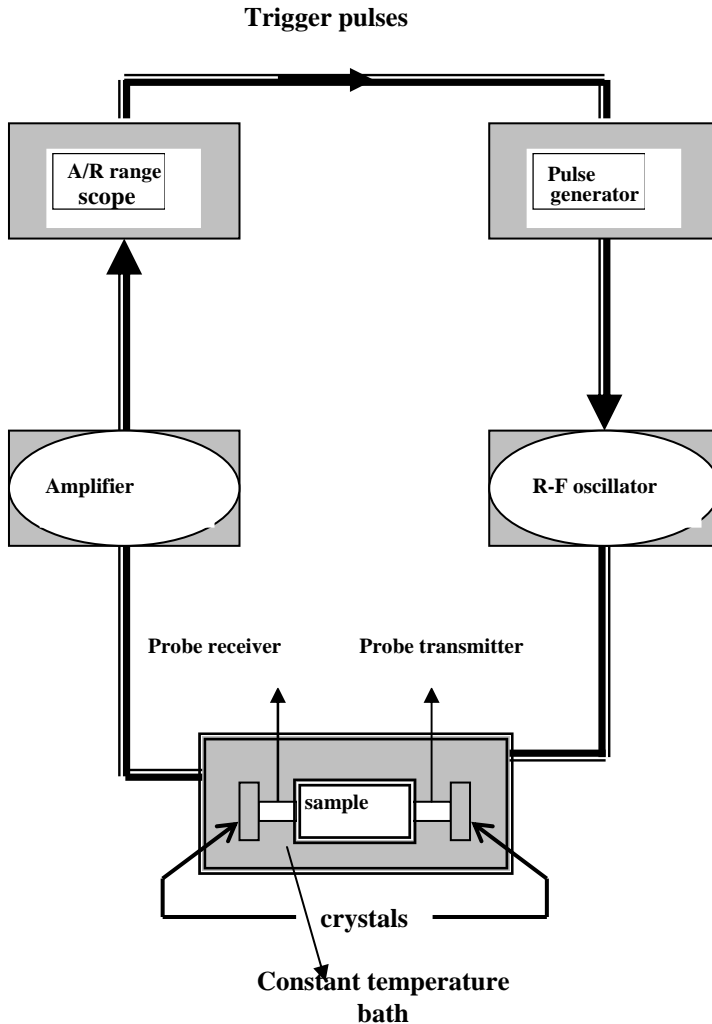 Trigger pulses
A/R range
scope
Pulse
generator
Amplifier
R-F oscillator
Probe receiver
Probe transmitter
sample
crystals
Constant temperature
bath